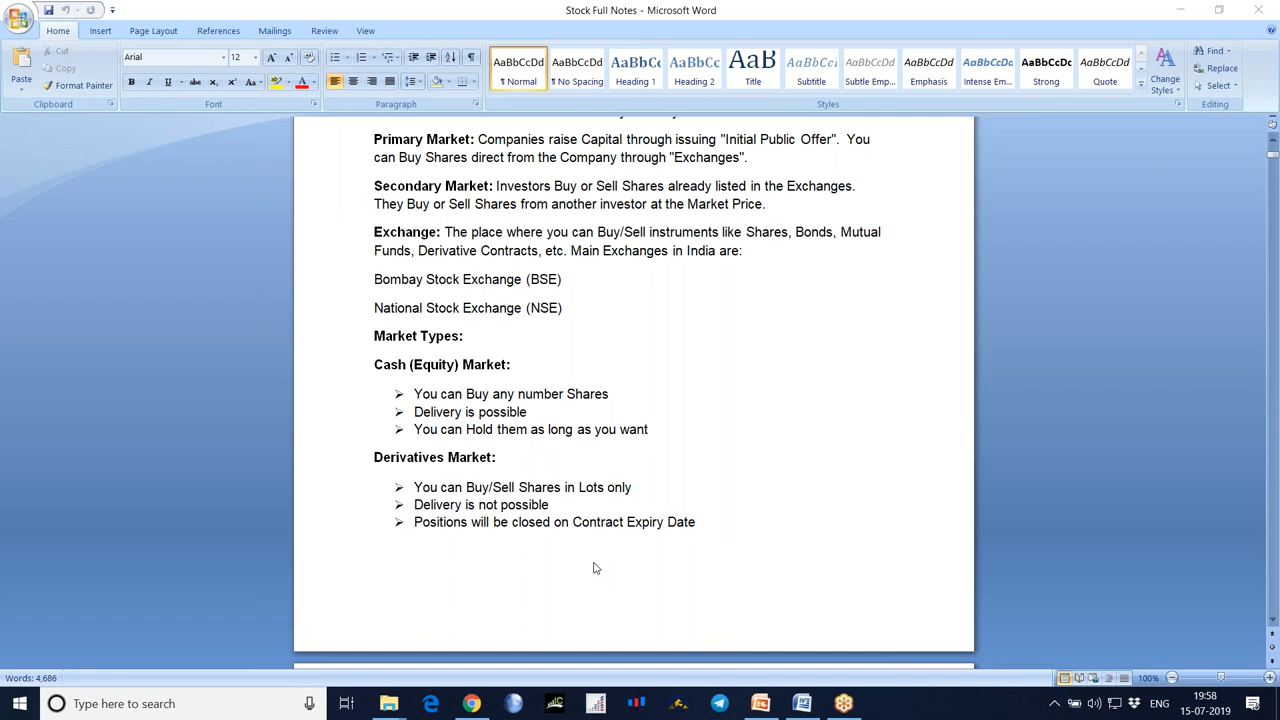 Stock Full Notes - Microsoft Word
Home Insert Page Layout References Mailings Review View
Paste
Cut
Copy
Format Painter
Clipboard
Arial 12
Font
Paragraph
AaBbCcDd AaBbCcDd AaBbCc AaBbCc AaB AaBbCcDd AaBbCcDd AaBbCcDd AaBbCcDd AaBbCcDd AaBbCcDd
¶ Normal ¶ No Spacing Heading 1 Heading 2 Title Subtitle Subtle Emp... Emphasis Intense Em... Strong Quote
Change Styles
Styles
Find
Replace
Select
Editing
Primary Market: Companies raise Capital through issuing "Initial Public Offer". You
can Buy Shares direct from the Company through "Exchanges".
Secondary Market: Investors Buy or Sell Shares already listed in the Exchanges.
They Buy or Sell Shares from another investor at the Market Price.
Exchange: The place where you can Buy/Sell instruments like Shares, Bonds, Mutual
Funds, Derivative Contracts, etc. Main Exchanges in India are:
Bombay Stock Exchange (BSE)
National Stock Exchange (NSE)
Market Types:
Cash (Equity) Market:
➢ You can Buy any number Shares
➢ Delivery is possible
➢ You can Hold them as long as you want
Derivatives Market:
➢ You can Buy/Sell Shares in Lots only
➢ Delivery is not possible
➢ Positions will be closed on Contract Expiry Date
Words: 4,686
100%
Type here to search
ENG
19:58
15-07-2019